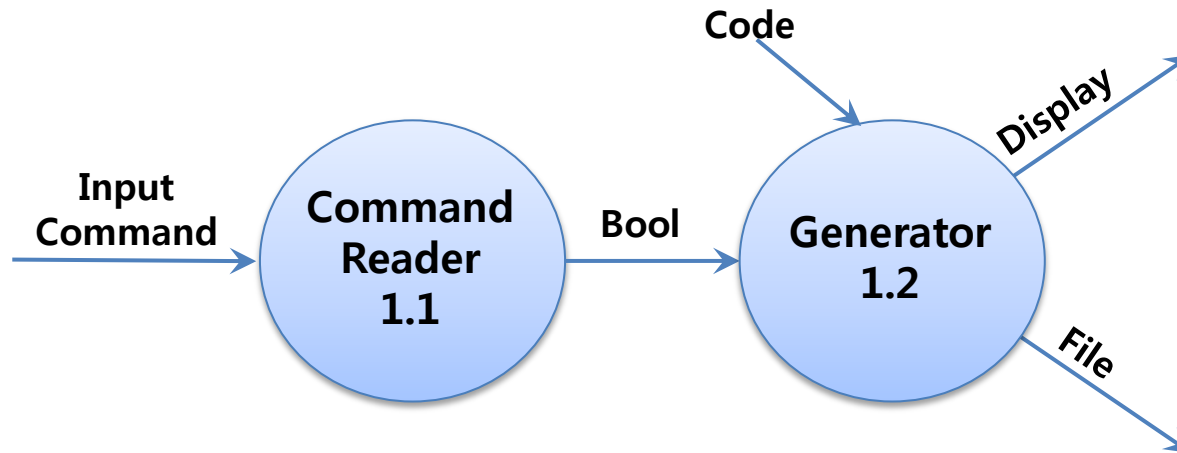 Code
Display
Input
Command
Command
Reader
1.1
Bool
Generator
1.2
File